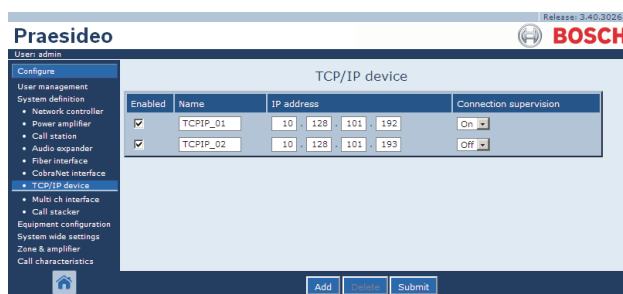 Release: 3.40.3026
Praesideo
BOSCH
User: admin
Configure
User management
System definition
• Network controller
• Power amplifier
• Call station
• Audio expander
• Fiber interface
• CobraNet interface
• TCP/IP device
• Multi ch interface
• Call stacker
Equipment configuration
System wide settings
Zone & amplifier
Call characteristics
TCP/IP device
Enabled Name IP address Connection supervision
TCPIP_01 10 . 128 . 101 . 192 On
TCPIP_02 10 . 128 . 101 . 193 Off
Add Delete Submit